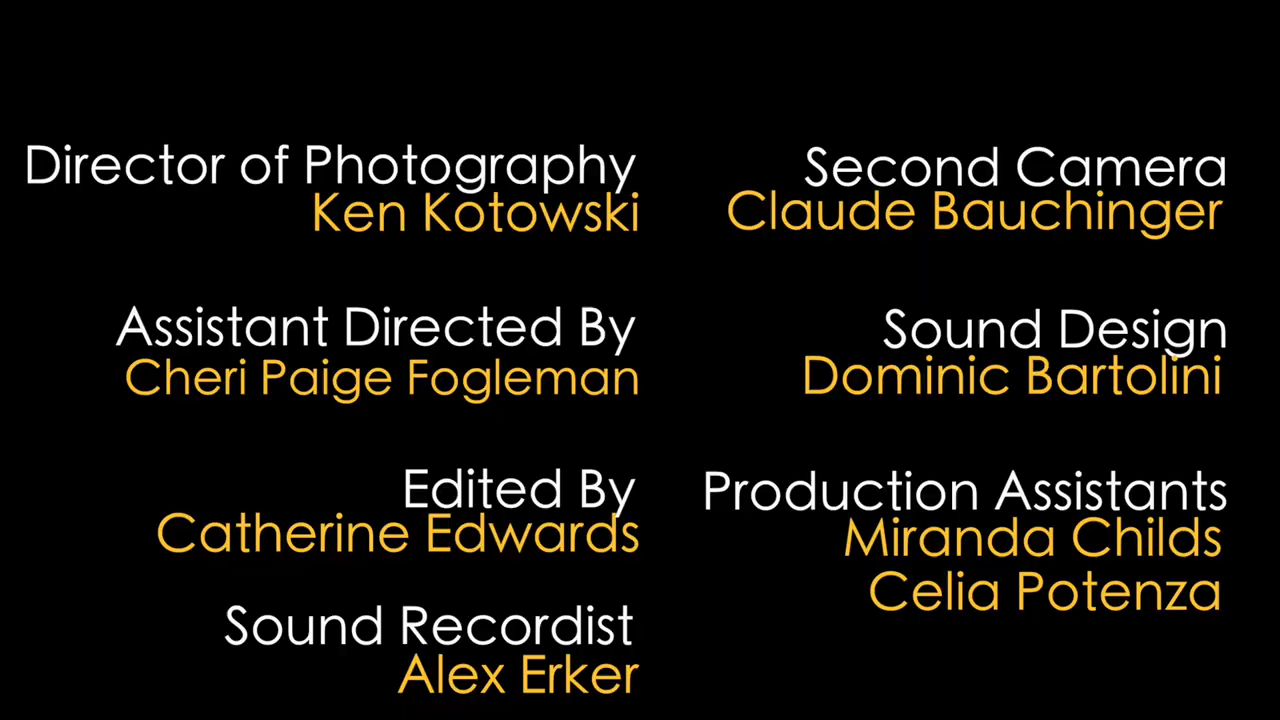 Director of Photography
Ken Kotowski
Assistant Directed By
Cheri Paige Fogleman
Edited By
Catherine Edwards
Sound Recordist
Alex Erker
Second Camera
Claude Bauchinger
Sound Design
Dominic Bartolini
Production Assistants
Miranda Childs
Celia Potenza